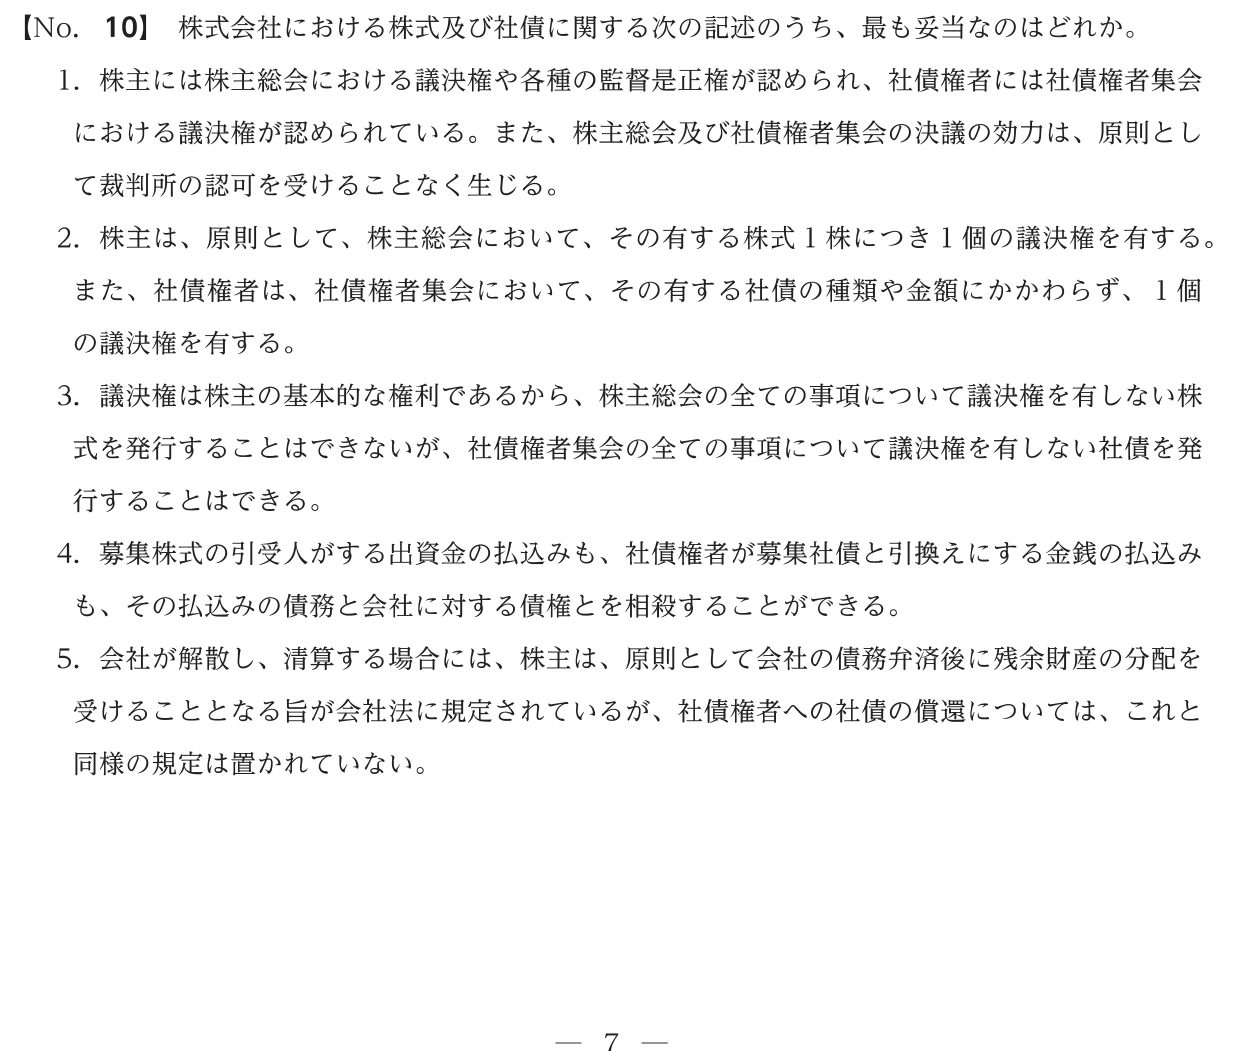 【No. 10】 株式会社における株式及び社債に関する次の記述のうち、最も妥当なのはどれか。
1. 株主には株主総会における議決権や各種の監督是正権が認められ、社債権者には社債権者集会
における議決権が認められている。また、株主総会及び社債権者集会の決議の効力は、原則とし
て裁判所の認可を受けることなく生じる。
2. 株主は、原則として、株主総会において、その有する株式1株につき1個の議決権を有する。
また、社債権者は、社債権者集会において、その有する社債の種類や金額にかかわらず、1個
の議決権を有する。
3. 議決権は株主の基本的な権利であるから、株主総会の全ての事項について議決権を有しない株
式を発行することはできないが、社債権者集会の全ての事項について議決権を有しない社債を発
行することはできる。
4. 募集株式の引受人がする出資金の払込みも、社債権者が募集社債と引換えにする金銭の払込み
も、その払込みの債務と会社に対する債権とを相殺することができる。
5. 会社が解散し、清算する場合には、株主は、原則として会社の債務弁済後に残余財産の分配を
受けることとなる旨が会社法に規定されているが、社債権者への社債の償還については、これと
同様の規定は置かれていない。
— 7 —